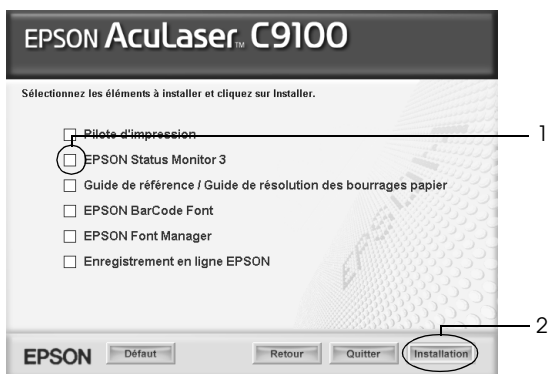 EPSON AcuLaser™ C9100
Sélectionnez les éléments à installer et cliquez sur Installer.
Pilote d'impression
1
EPSON Status Monitor 3
Guide de référence / Guide de résolution des bourrages papier
EPSON BarCode Font
EPSON Font Manager
Enregistrement en ligne EPSON
EPSON
2
EPSON Défaut Retour Quitter Installation